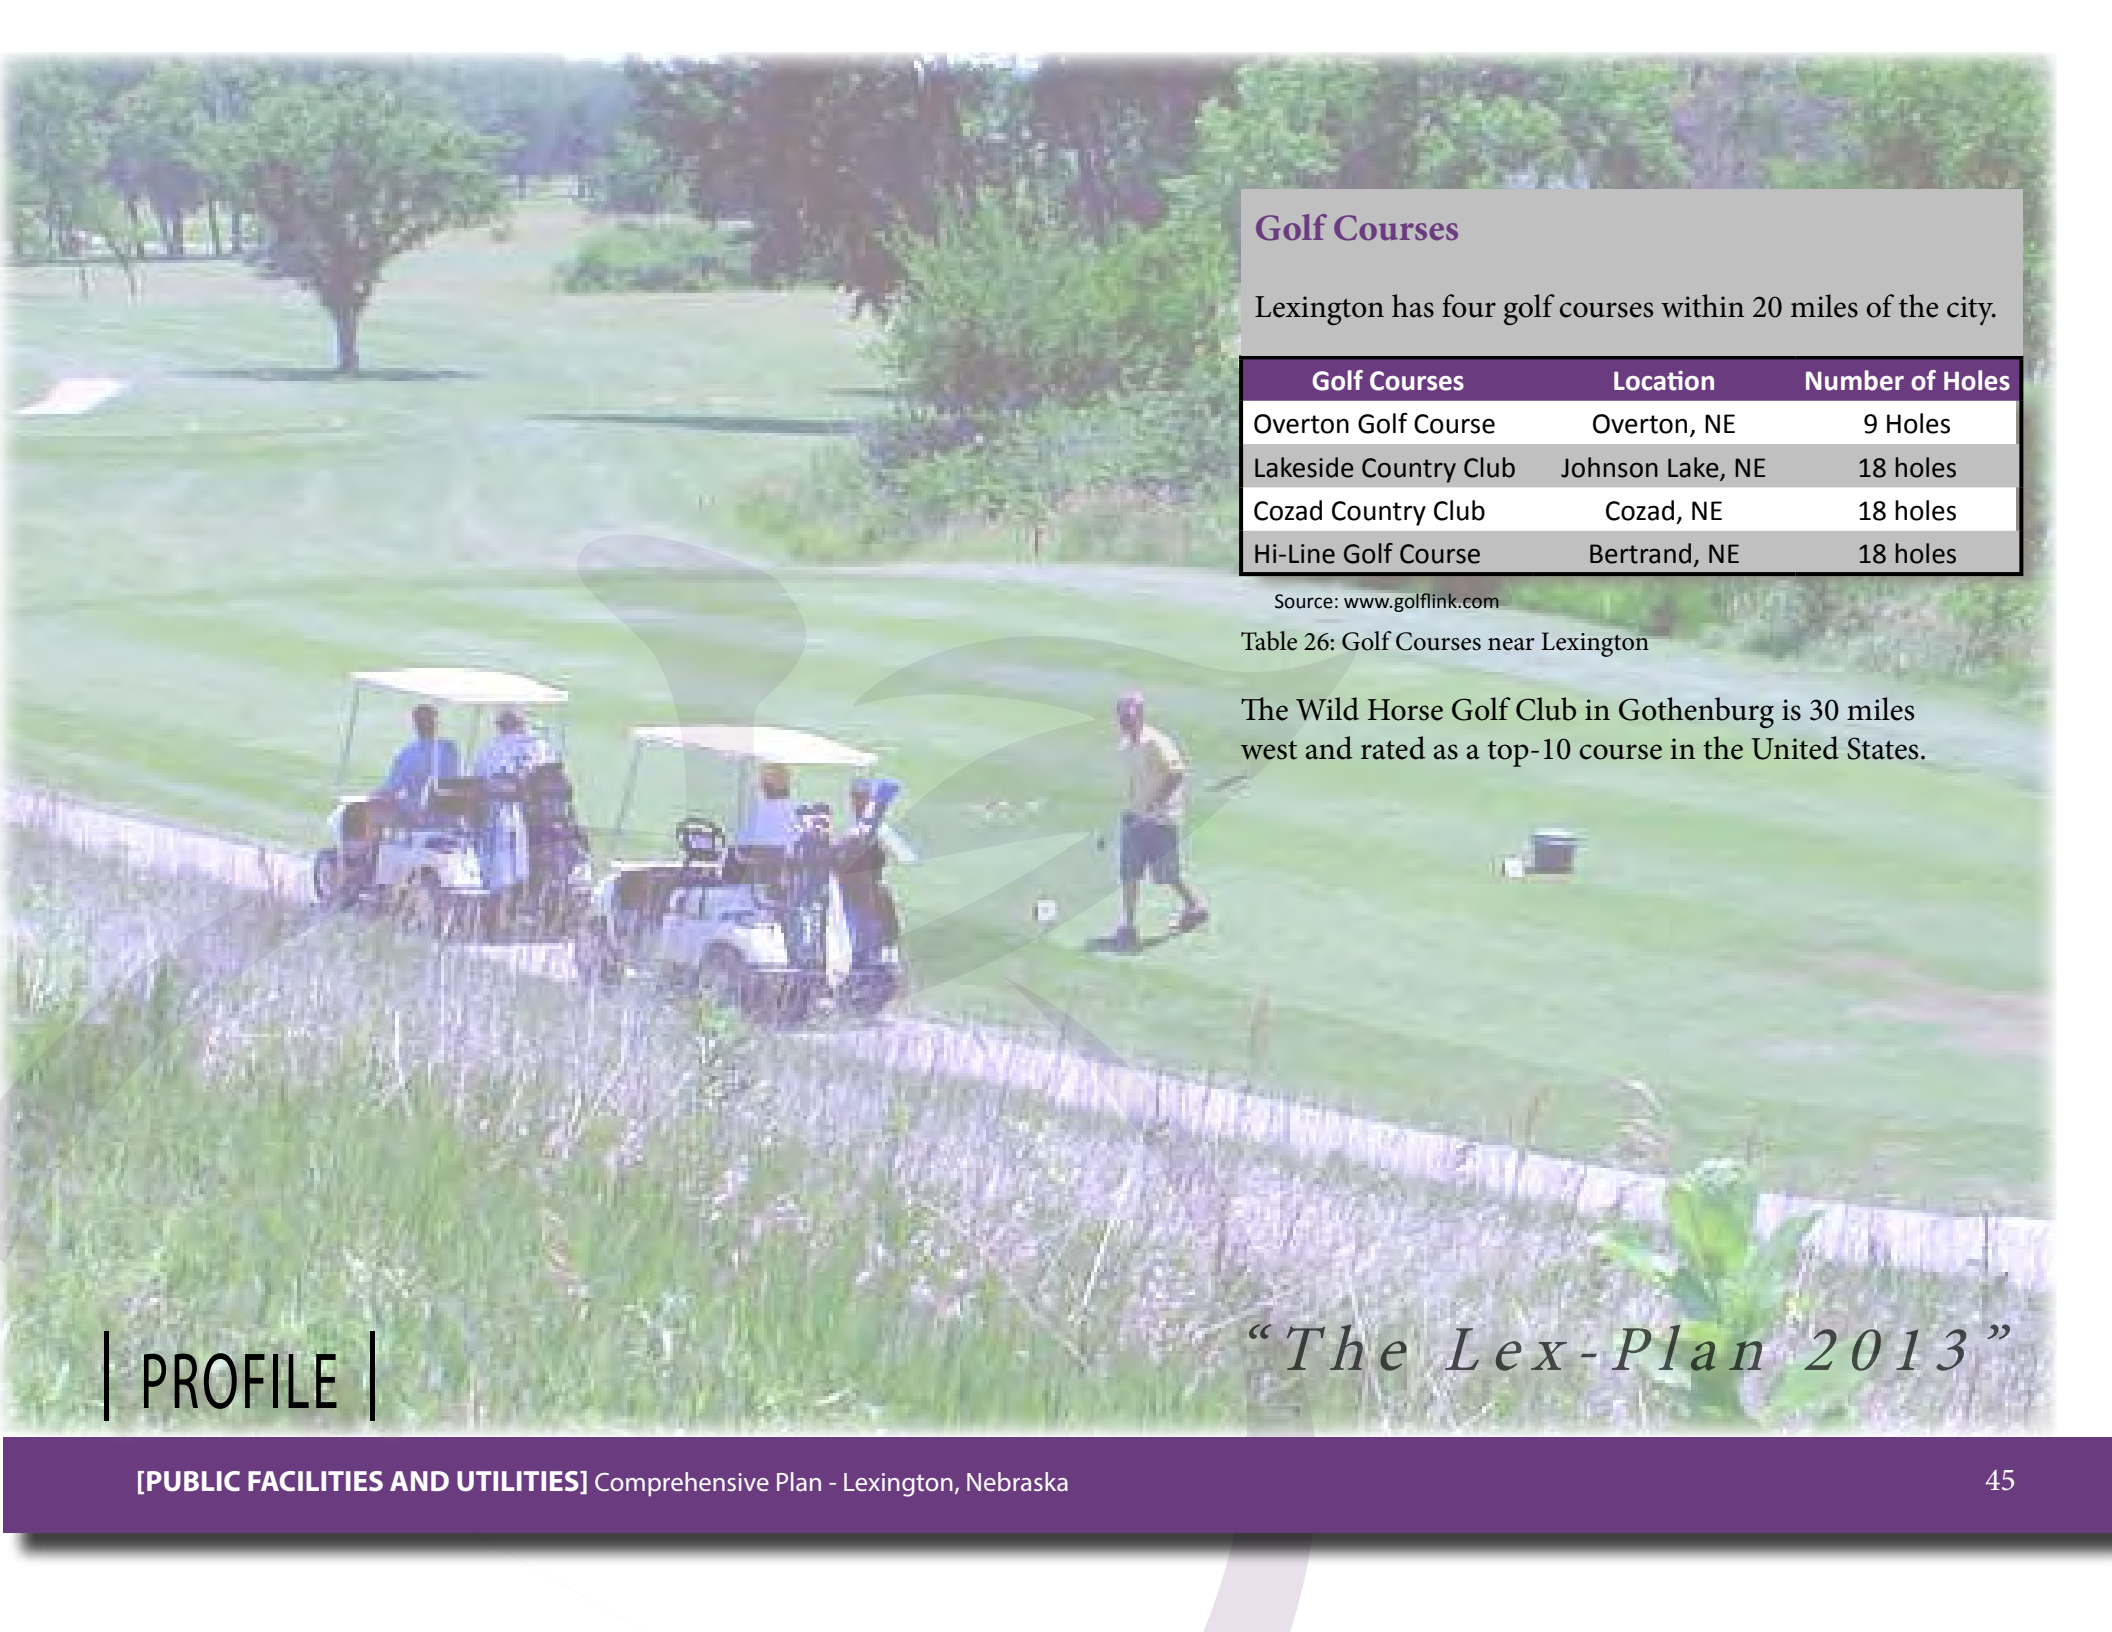 Golf Courses
Lexington has four golf courses within 20 miles of the city.
Golf Courses Location Number of Holes
Overton Golf Course Overton, NE 9 Holes
Lakeside Country Club Johnson Lake, NE 18 holes
Cozad Country Club Cozad, NE 18 holes
Hi-Line Golf Course Bertrand, NE 18 holes
Source: www.golflink.com
Table 26: Golf Courses near Lexington
The Wild Horse Golf Club in Gothenburg is 30 miles
west and rated as a top-10 course in the United States.
“The Lex-Plan 2013”
| PROFILE |
[PUBLIC FACILITIES AND UTILITIES] Comprehensive Plan - Lexington, Nebraska 45